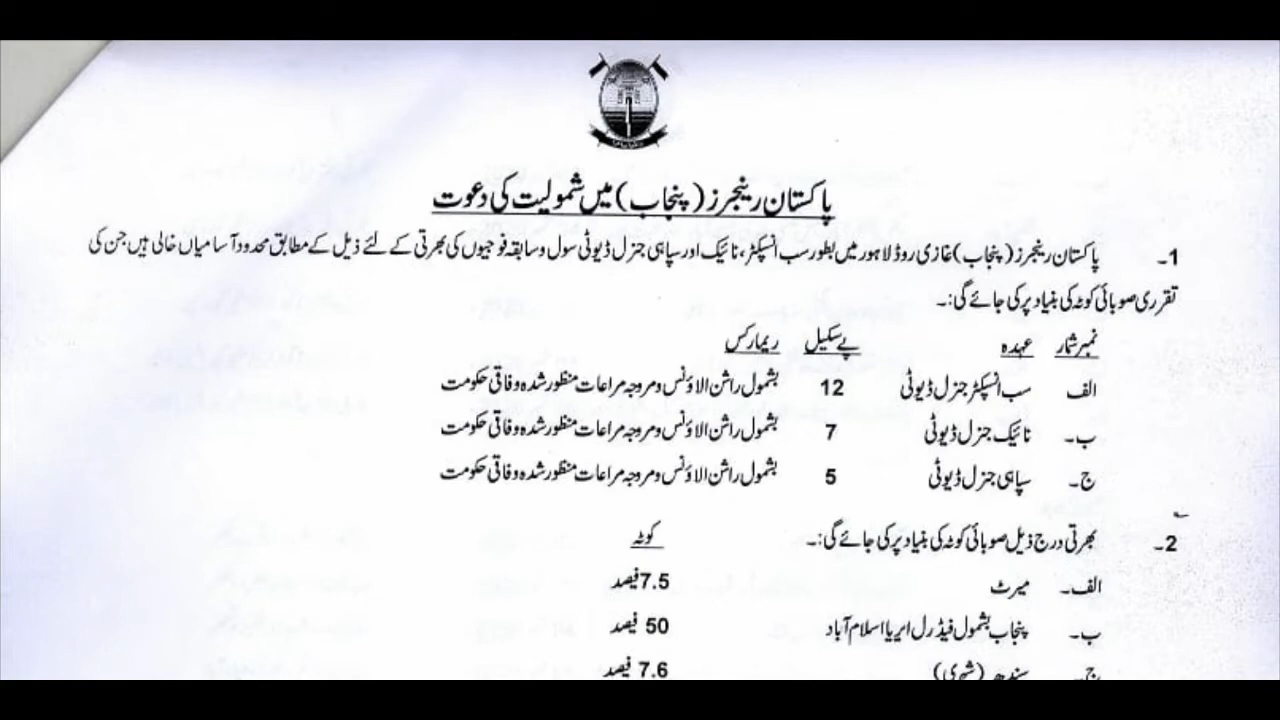 پاکستان رینجرز (پنجاب) میں شمولیت کی دعوت
1۔ پاکستان رینجرز (پنجاب) غازی روڈ لاہور میں بطور سب انسپکٹر، نائیک اور سپاہی جنرل ڈیوٹی سول و سابقہ فوجیوں کی بھرتی کے لئے ذیل کے مطابق محدود آسامیاں خالی ہیں جن کی
تقرری صوبائی کوٹہ کی بنیاد پر کی جائے گی:۔
نمبر شمار عہدہ پے سکیل ریمارکس
الف سب انسپکٹر جنرل ڈیوٹی 12 بشمول راشن الاؤنس و مروجہ مراعات منظور شدہ وفاقی حکومت
ب۔ نائیک جنرل ڈیوٹی 7 بشمول راشن الاؤنس و مروجہ مراعات منظور شدہ وفاقی حکومت
ج۔ سپاہی جنرل ڈیوٹی 5 بشمول راشن الاؤنس و مروجہ مراعات منظور شدہ وفاقی حکومت
2۔ بھرتی درج ذیل صوبائی کوٹہ کی بنیاد پر کی جائے گی:۔ کوٹہ
الف۔ میرٹ 7.5 فیصد
ب۔ پنجاب بشمول فیڈرل ایریا اسلام آباد 50 فیصد
ج۔ سندھ (شہری) 7.6 فیصد